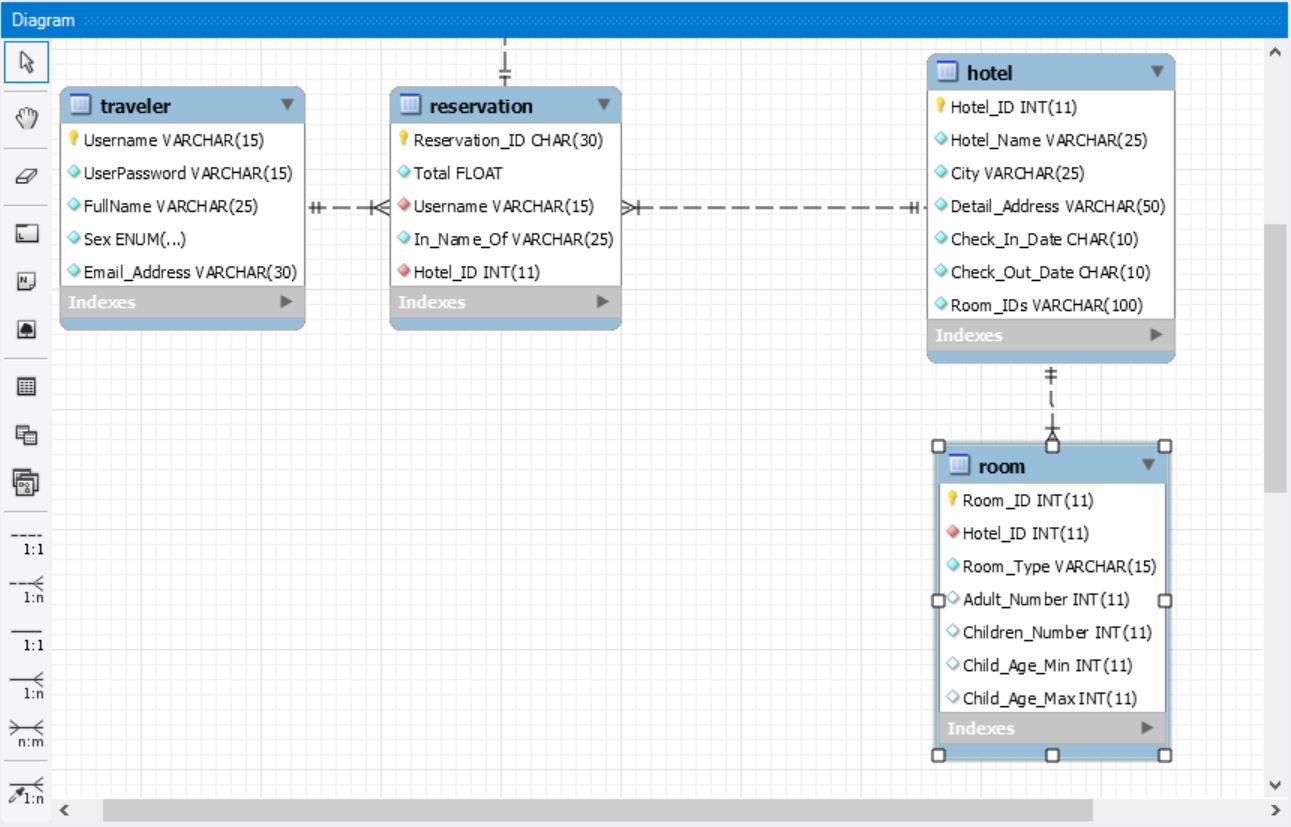 Diagram
traveler
Username VARCHAR(15)
UserPassword VARCHAR(15)
FullName VARCHAR(25)
Sex ENUM(...)
Email_Address VARCHAR(30)
Indexes
reservation
Reservation_ID CHAR(30)
Total FLOAT
Username VARCHAR(15)
In_Name_Of VARCHAR(25)
Hotel_ID INT(11)
Indexes
hotel
Hotel_ID INT(11)
Hotel_Name VARCHAR(25)
City VARCHAR(25)
Detail_Address VARCHAR(50)
Check_In_Date CHAR(10)
Check_Out_Date CHAR(10)
Room_IDs VARCHAR(100)
Indexes
room
Room_ID INT(11)
Hotel_ID INT(11)
Room_Type VARCHAR(15)
Adult_Number INT(11)
Children_Number INT(11)
Child_Age_Min INT(11)
Child_Age_Max INT(11)
Indexes
1:1
1:n
1:1
1:n
n:m
1:n